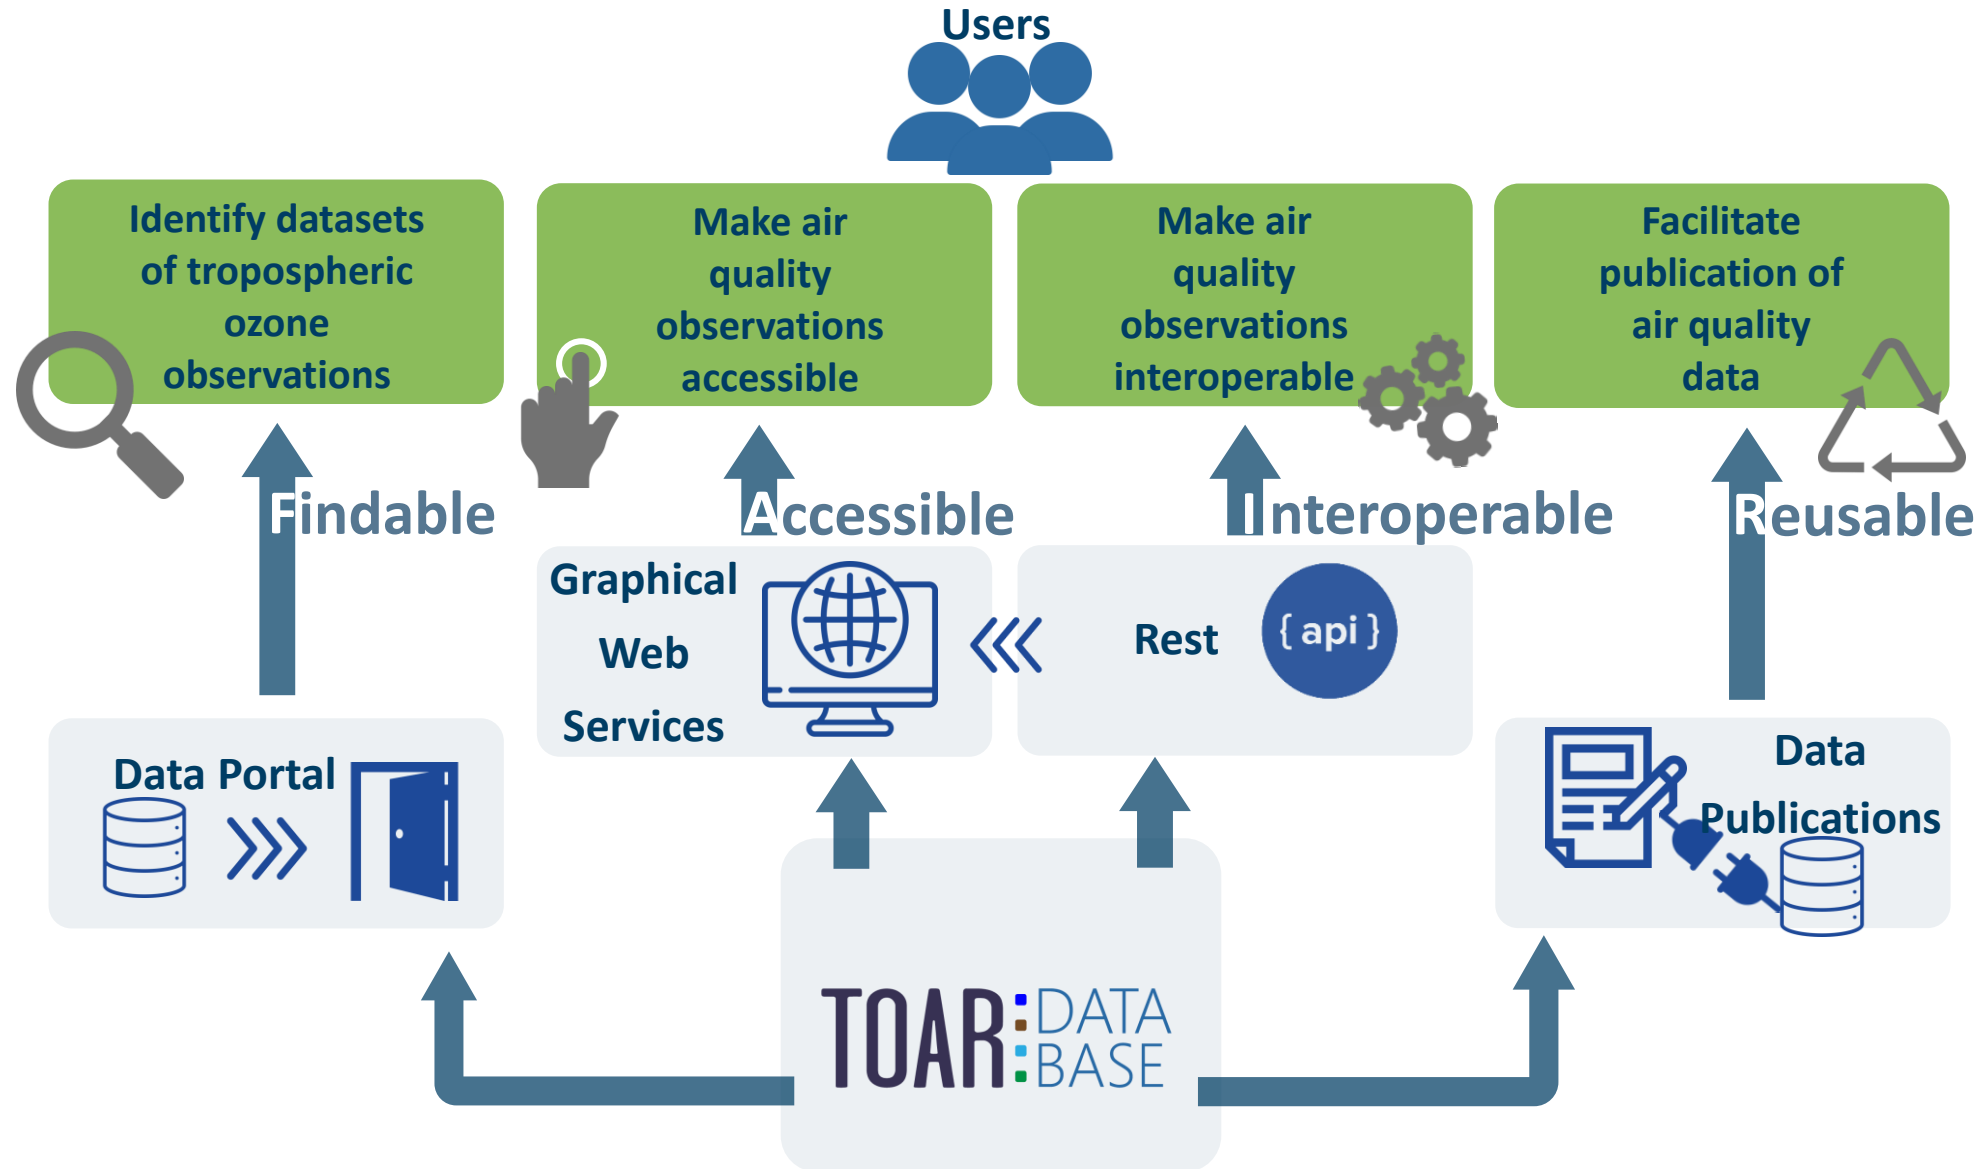 Users
Identify datasets
of tropospheric
ozone
observations
Make air
quality
observations
accessible
Make air
quality
observations
interoperable
Facilitate
publication of
air quality
data
Findable
Accessible
Interoperable
Reusable
Graphical
Web
Services
Rest
{ api }
Data Portal
Data
Publications
TOAR DATA
BASE